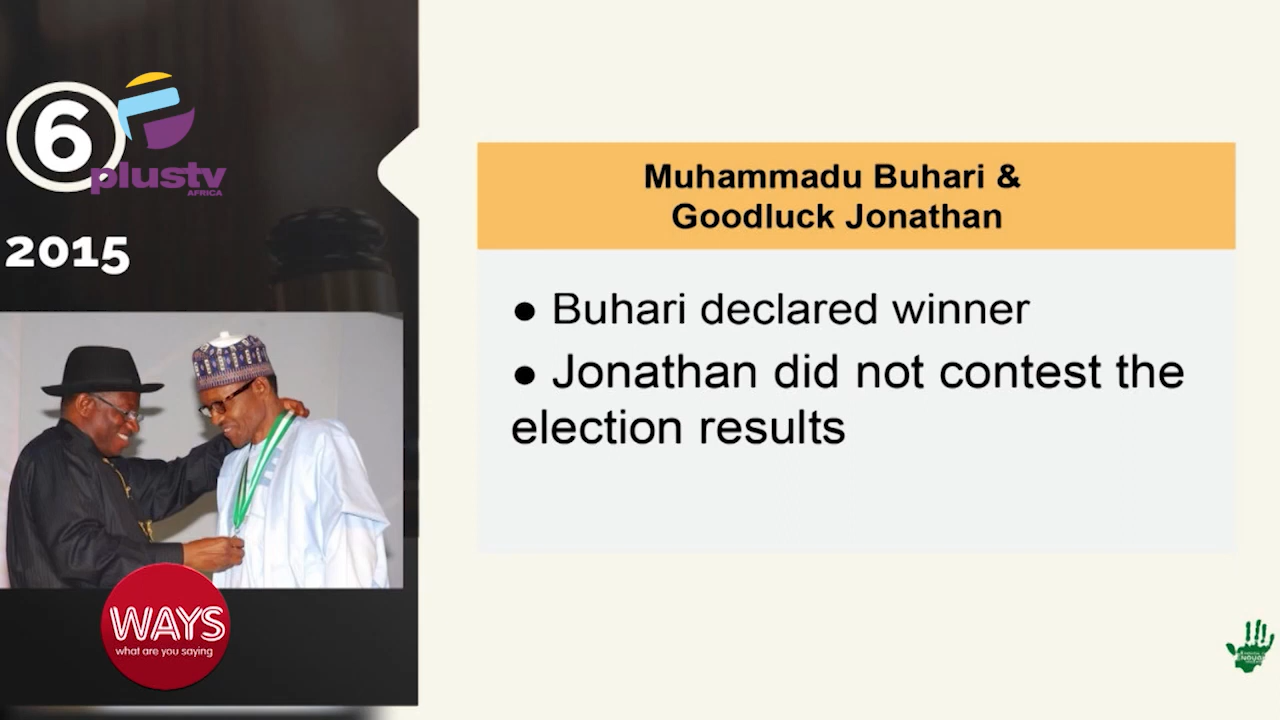 6
plustv
AFRICA
2015
Muhammadu Buhari &
Goodluck Jonathan
● Buhari declared winner
● Jonathan did not contest the
election results
WAYS
what are you saying